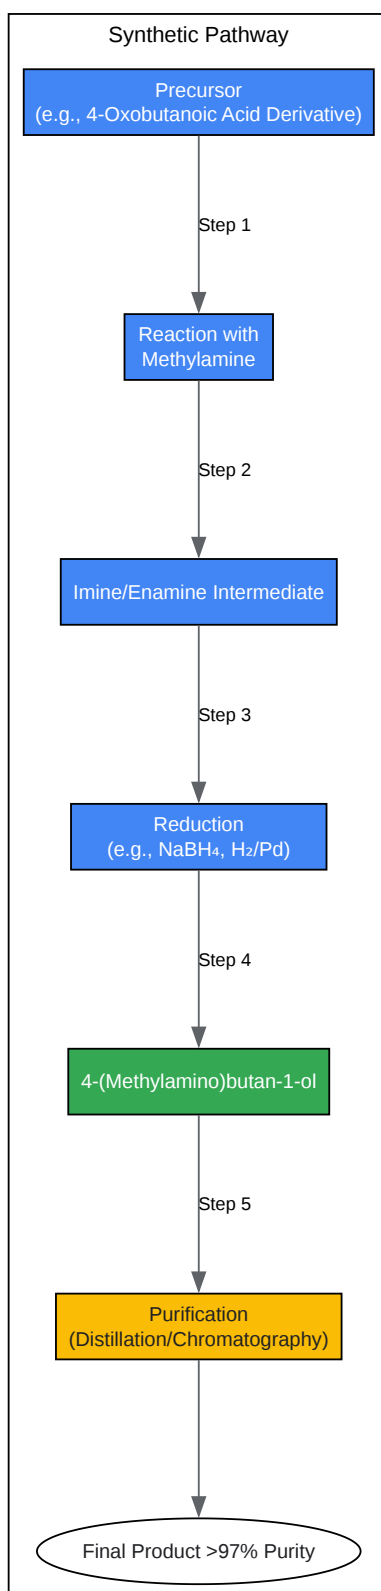 Synthetic Pathway
Precursor
(e.g., 4-Oxobutanoic Acid Derivative)
Step 1
Reaction with
Methylamine
Step 2
Imine/Enamine Intermediate
Step 3
Reduction
(e.g., NaBH₄, H₂/Pd)
Step 4
4-(Methylamino)butan-1-ol
Step 5
Purification
(Distillation/Chromatography)
Final Product >97% Purity